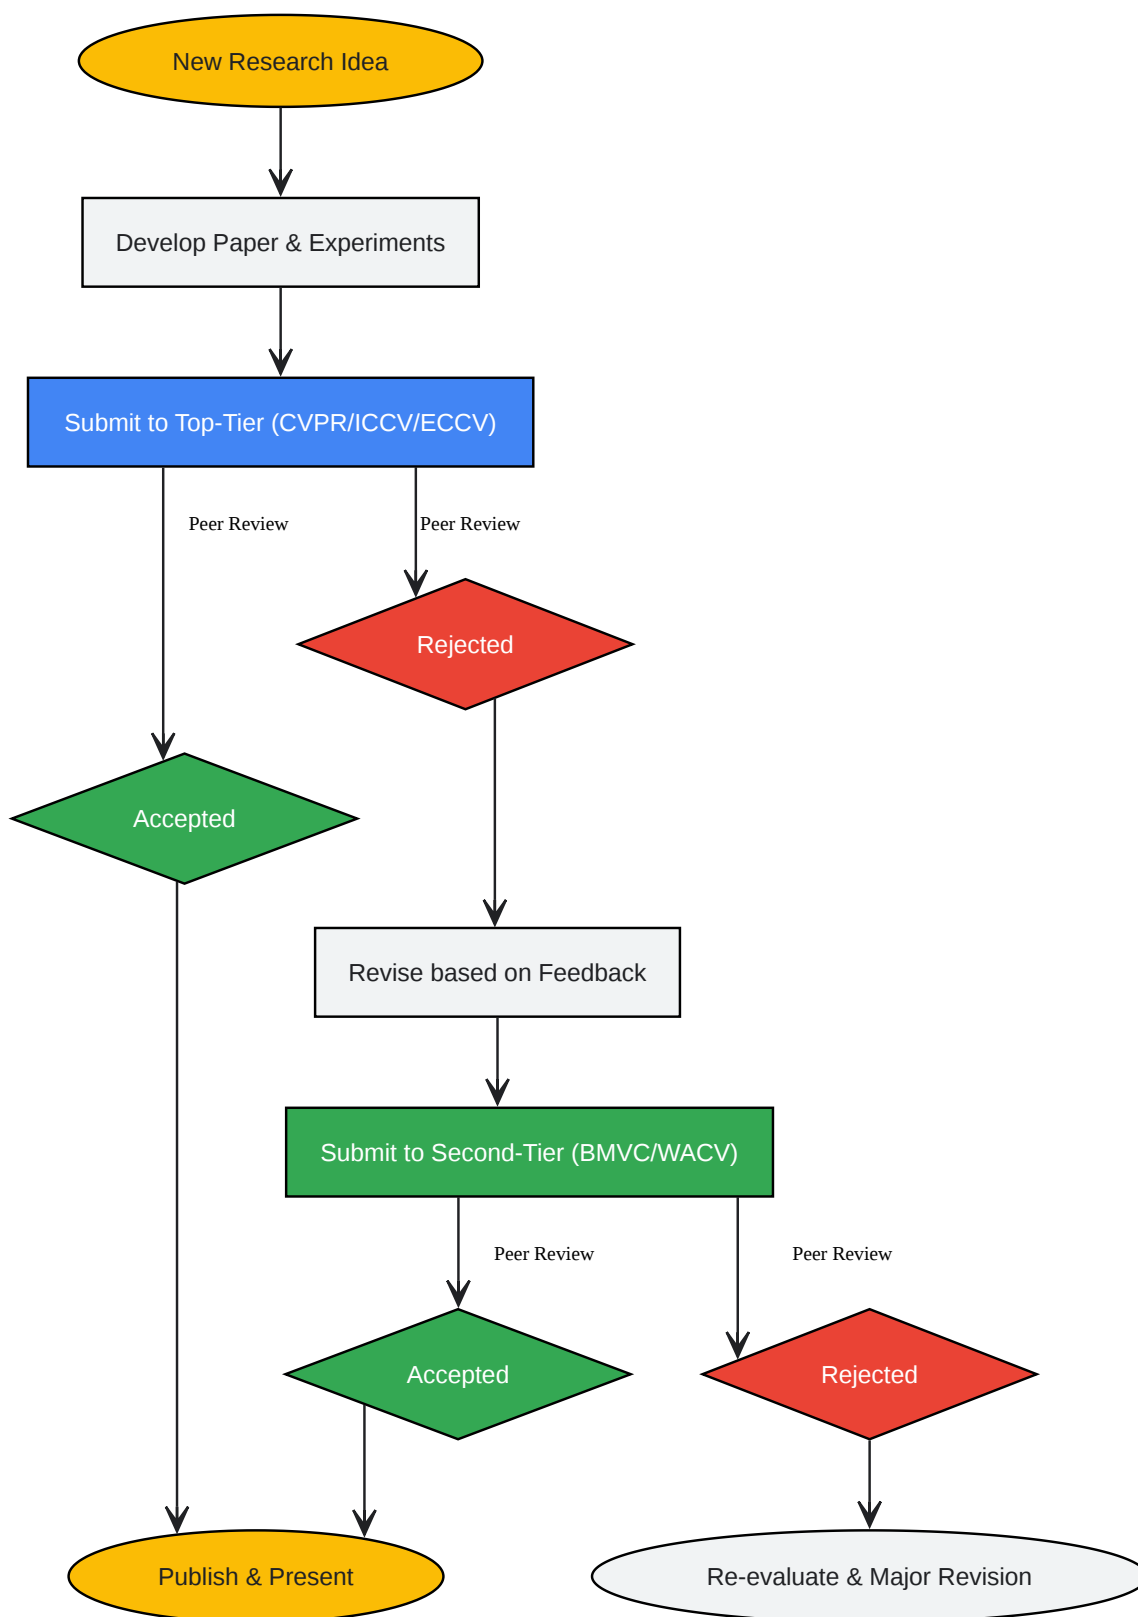 New Research Idea
Develop Paper & Experiments
Submit to Top-Tier (CVPR/ICCV/ECCV)
Peer Review
Peer Review
Rejected
Accepted
Revise based on Feedback
Submit to Second-Tier (BMVC/WACV)
Peer Review
Peer Review
Accepted
Rejected
Publish & Present
Re-evaluate & Major Revision